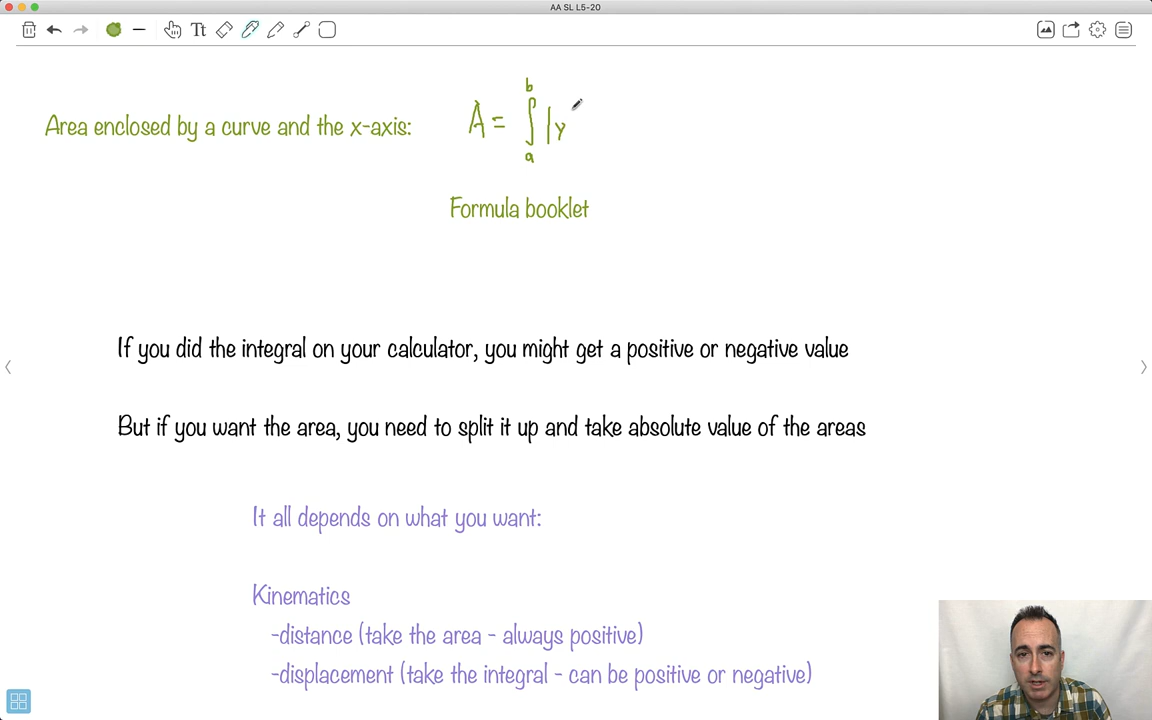 AA SL L5-20
Tt
Area enclosed by a curve and the x-axis: A = ∫ₐᵇ |y
Formula booklet
If you did the integral on your calculator, you might get a positive or negative value
But if you want the area, you need to split it up and take absolute value of the areas
It all depends on what you want:
Kinematics
-distance (take the area - always positive)
-displacement (take the integral - can be positive or negative)